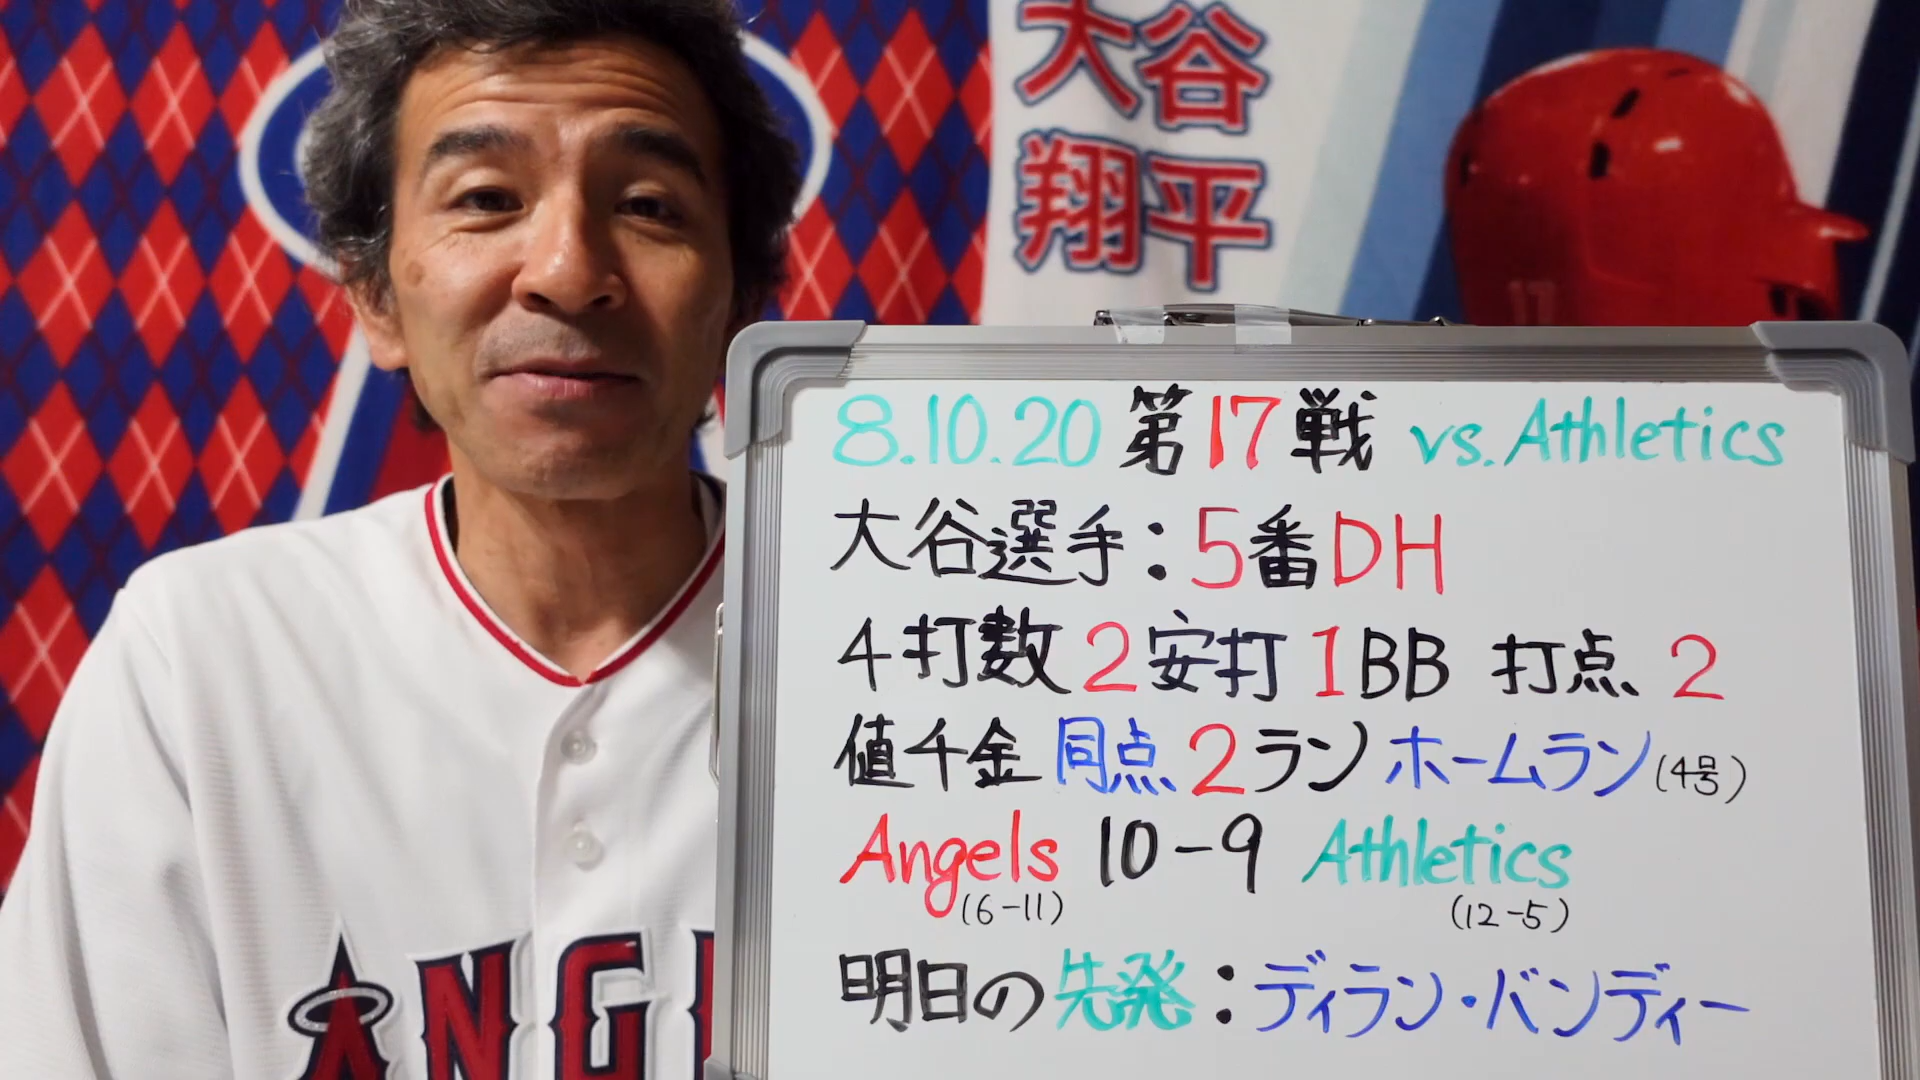 大谷
翔平
8.10.20 第17戦 vs. Athletics
大谷選手:5番DH
4打数2安打1BB 打点 2
値千金 同点 2ラン ホームラン(4号)
Angels 10-9 Athletics
(6-11) (12-5)
明日の先発:ディラン・バンディー
ANGE
17